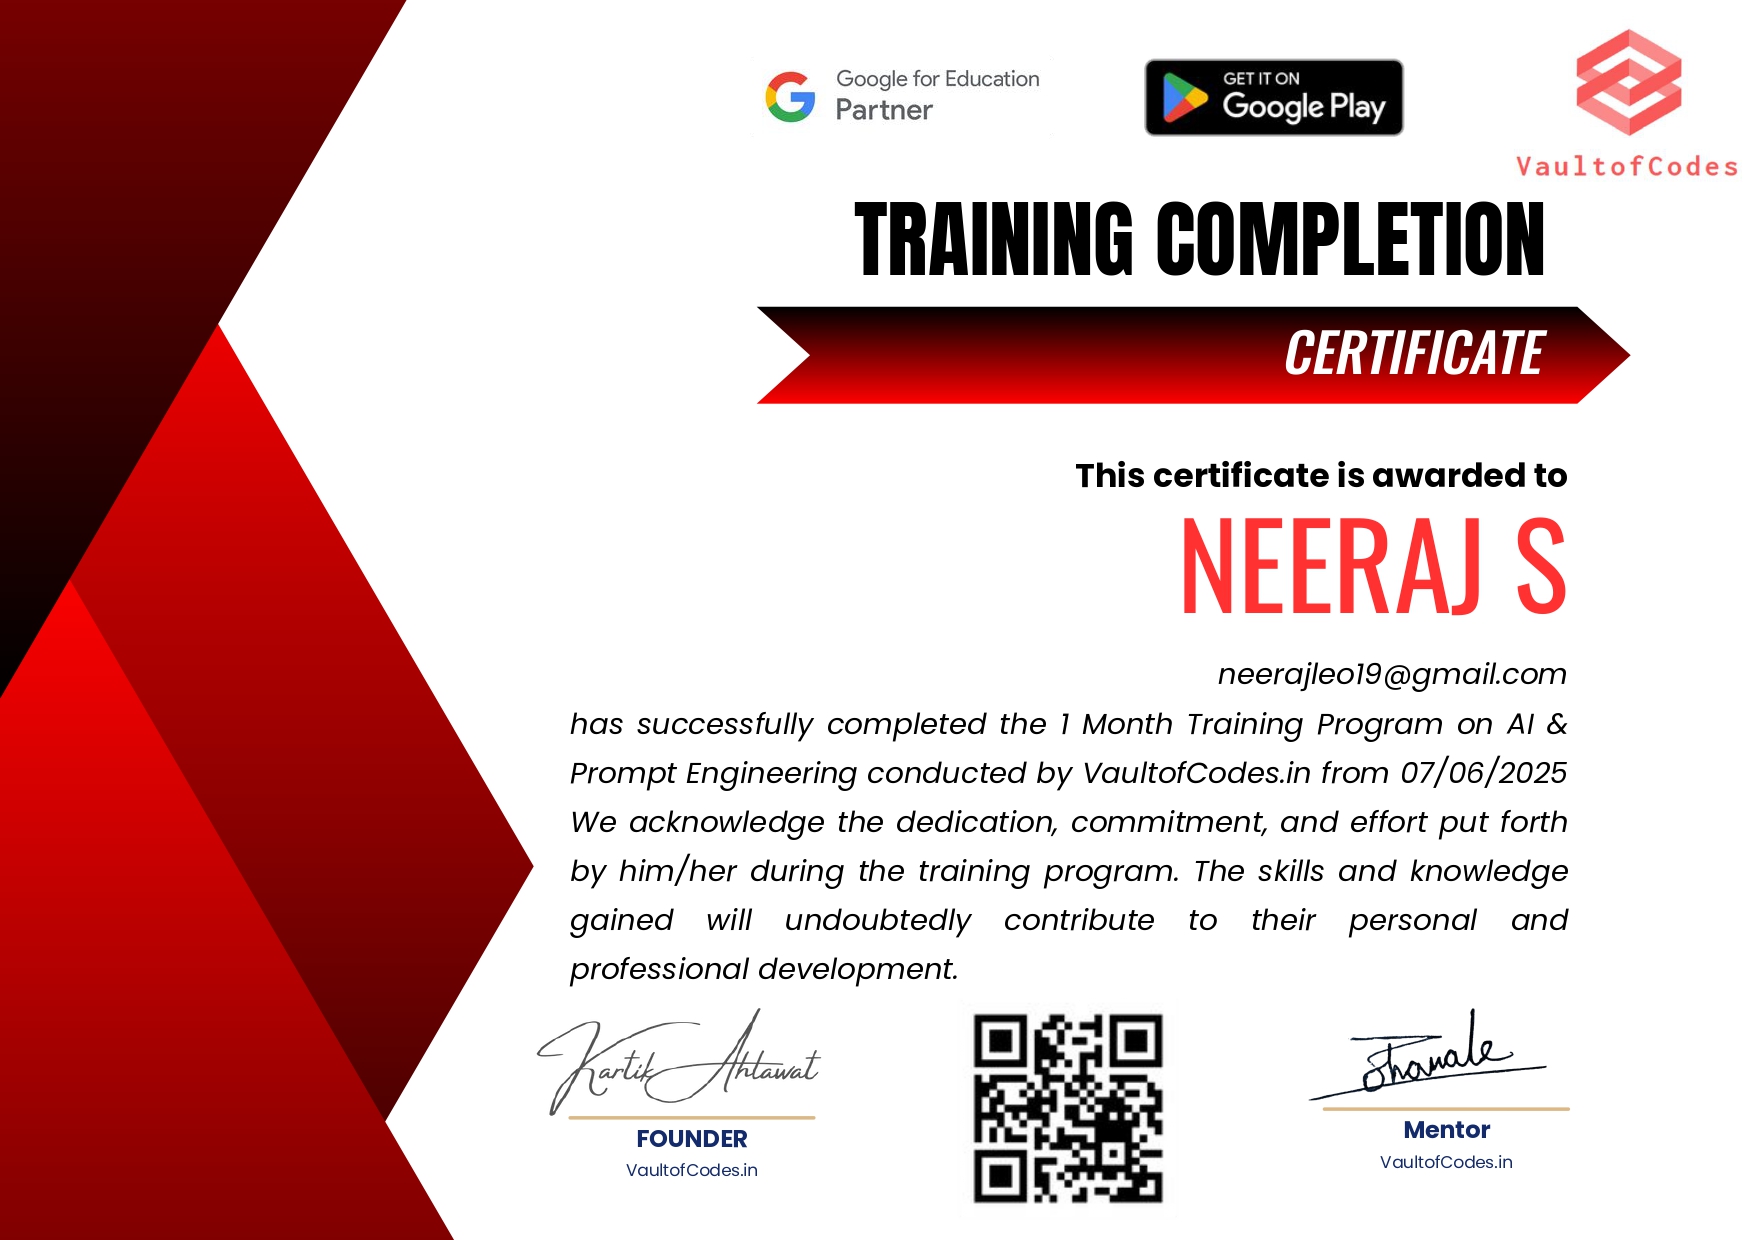 Google for Education
Partner
GET IT ON
Google Play
VaultofCodes
TRAINING COMPLETION
CERTIFICATE
This certificate is awarded to
NEERAJ S
neerajleo19@gmail.com
has successfully completed the 1 Month Training Program on AI &
Prompt Engineering conducted by VaultofCodes.in from 07/06/2025
We acknowledge the dedication, commitment, and effort put forth
by him/her during the training program. The skills and knowledge
gained will undoubtedly contribute to their personal and
professional development.
Kartik Ahlawat
FOUNDER
VaultofCodes.in
Mentor
VaultofCodes.in